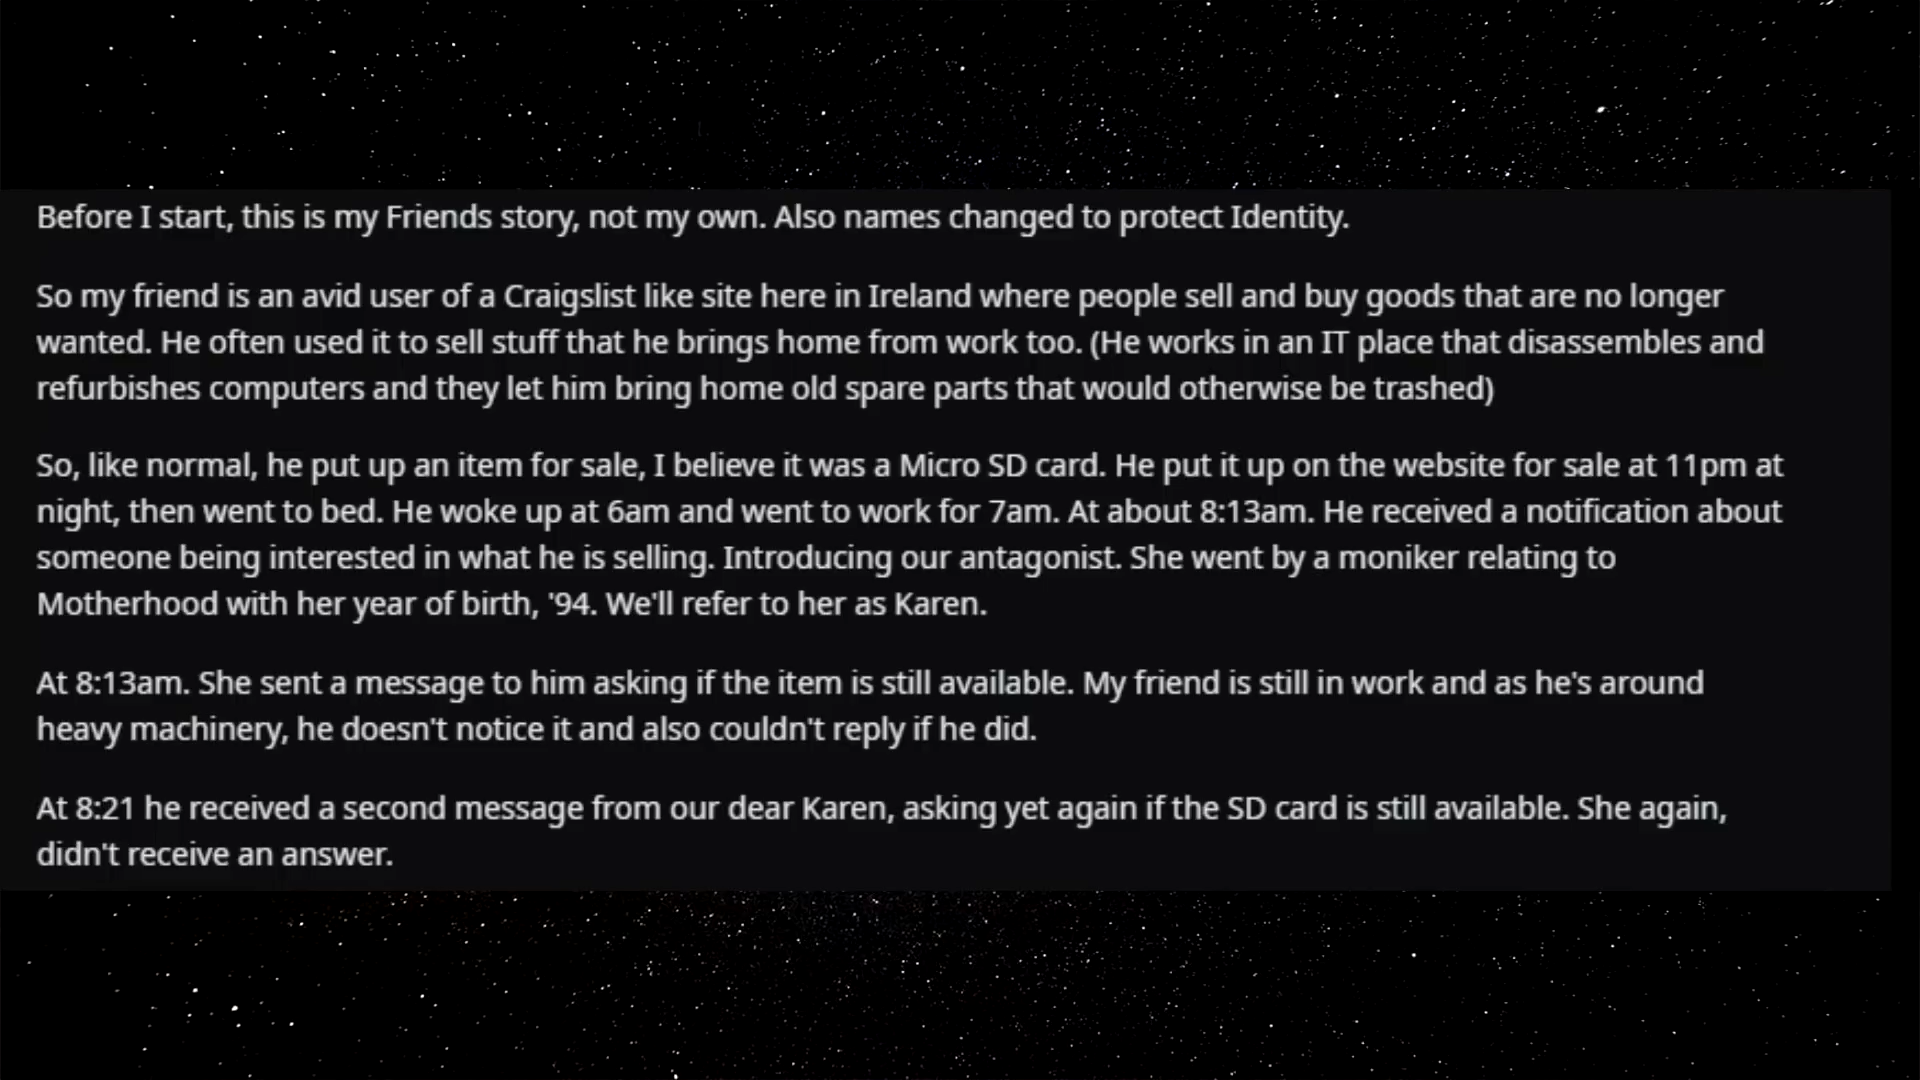 Before I start, this is my Friends story, not my own. Also names changed to protect Identity.
So my friend is an avid user of a Craigslist like site here in Ireland where people sell and buy goods that are no longer
wanted. He often used it to sell stuff that he brings home from work too. (He works in an IT place that disassembles and
refurbishes computers and they let him bring home old spare parts that would otherwise be trashed)
So, like normal, he put up an item for sale, I believe it was a Micro SD card. He put it up on the website for sale at 11pm at
night, then went to bed. He woke up at 6am and went to work for 7am. At about 8:13am. He received a notification about
someone being interested in what he is selling. Introducing our antagonist. She went by a moniker relating to
Motherhood with her year of birth, '94. We'll refer to her as Karen.
At 8:13am. She sent a message to him asking if the item is still available. My friend is still in work and as he's around
heavy machinery, he doesn't notice it and also couldn't reply if he did.
At 8:21 he received a second message from our dear Karen, asking yet again if the SD card is still available. She again,
didn't receive an answer.